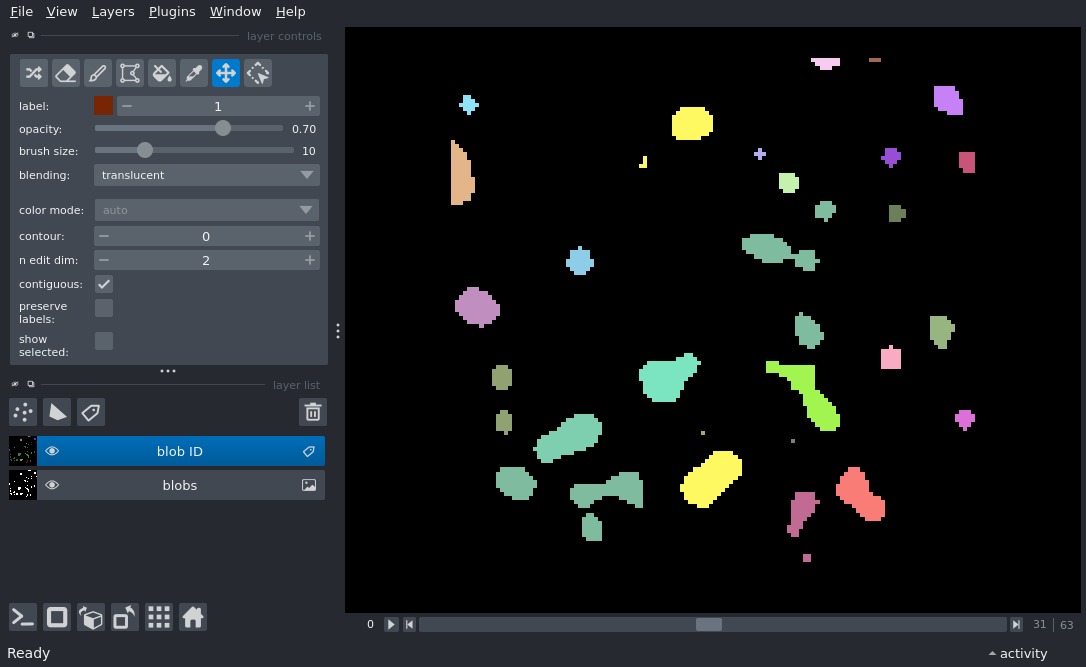 File View Layers Plugins Window Help
layer controls
label: 1
opacity: 0.70
brush size: 10
blending: translucent
color mode: auto
contour: 0
n edit dim: 2
contiguous:
preserve
labels:
show
selected:
layer list
blob ID
blobs
0 31 | 63
Ready activity